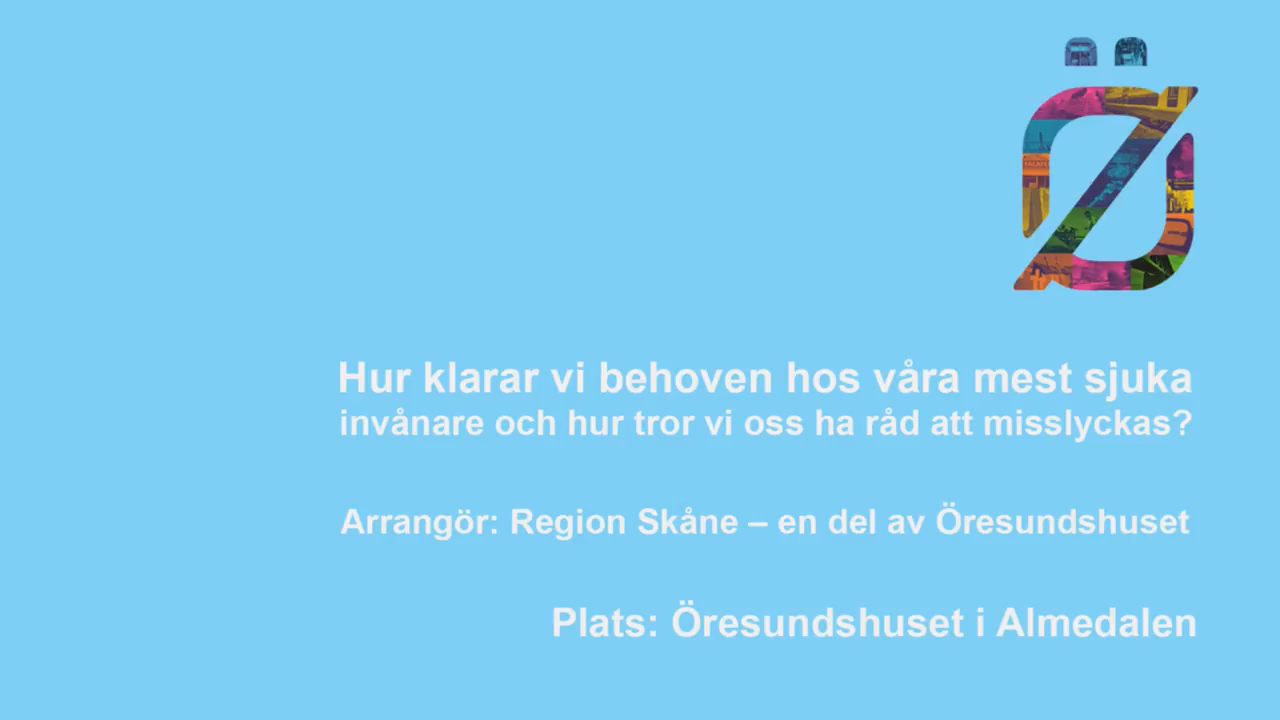 Hur klarar vi behoven hos våra mest sjuka
invånare och hur tror vi oss ha råd att misslyckas?
Arrangör: Region Skåne – en del av Öresundshuset
Plats: Öresundshuset i Almedalen